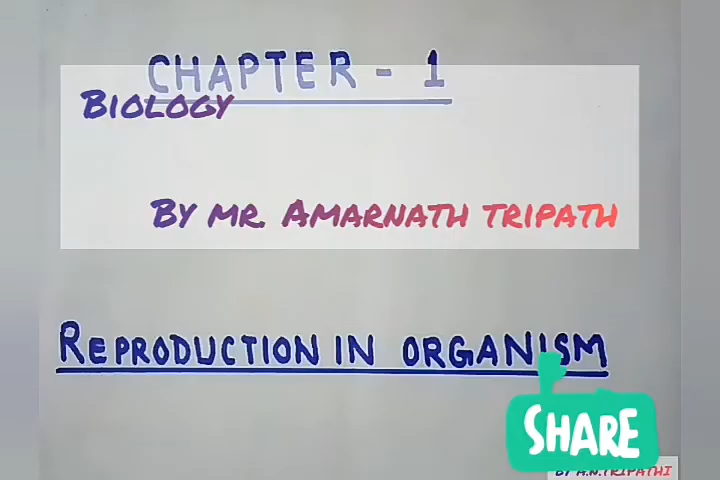 CHAPTER - 1
BIOLOGY
BY MR. AMARNATH TRIPATH
REPRODUCTION IN ORGANISM
SHARE
BY A.N.TRIPATHI